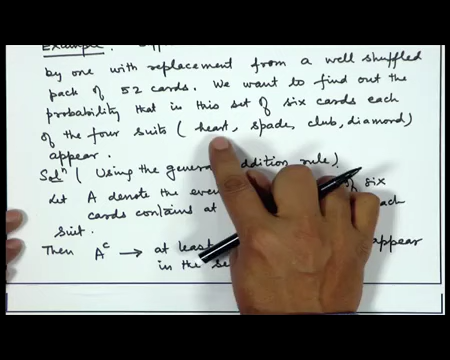 Example :
by one with replacement from a well shuffled
pack of 52 cards. We want to find out the
probability that in this set of six cards each
of the four suits ( heart, spade, club, diamond)
appear.
Solⁿ ( Using the general addition rule)
Let A denote the eve of six
cards contains at each
suit.
Then Aᶜ → at least appear
in the se